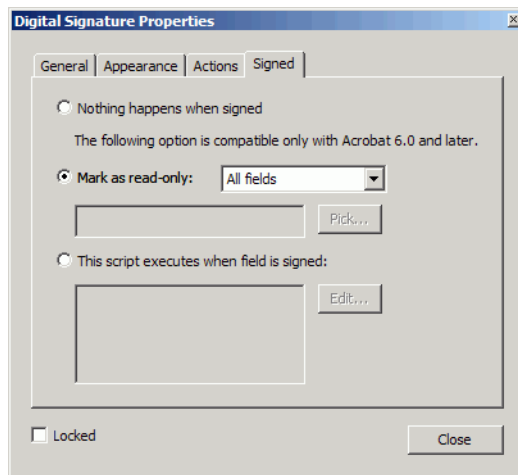 Digital Signature Properties
General Appearance Actions Signed
Nothing happens when signed
The following option is compatible only with Acrobat 6.0 and later.
Mark as read-only: All fields
Pick...
This script executes when field is signed:
Edit...
Locked Close